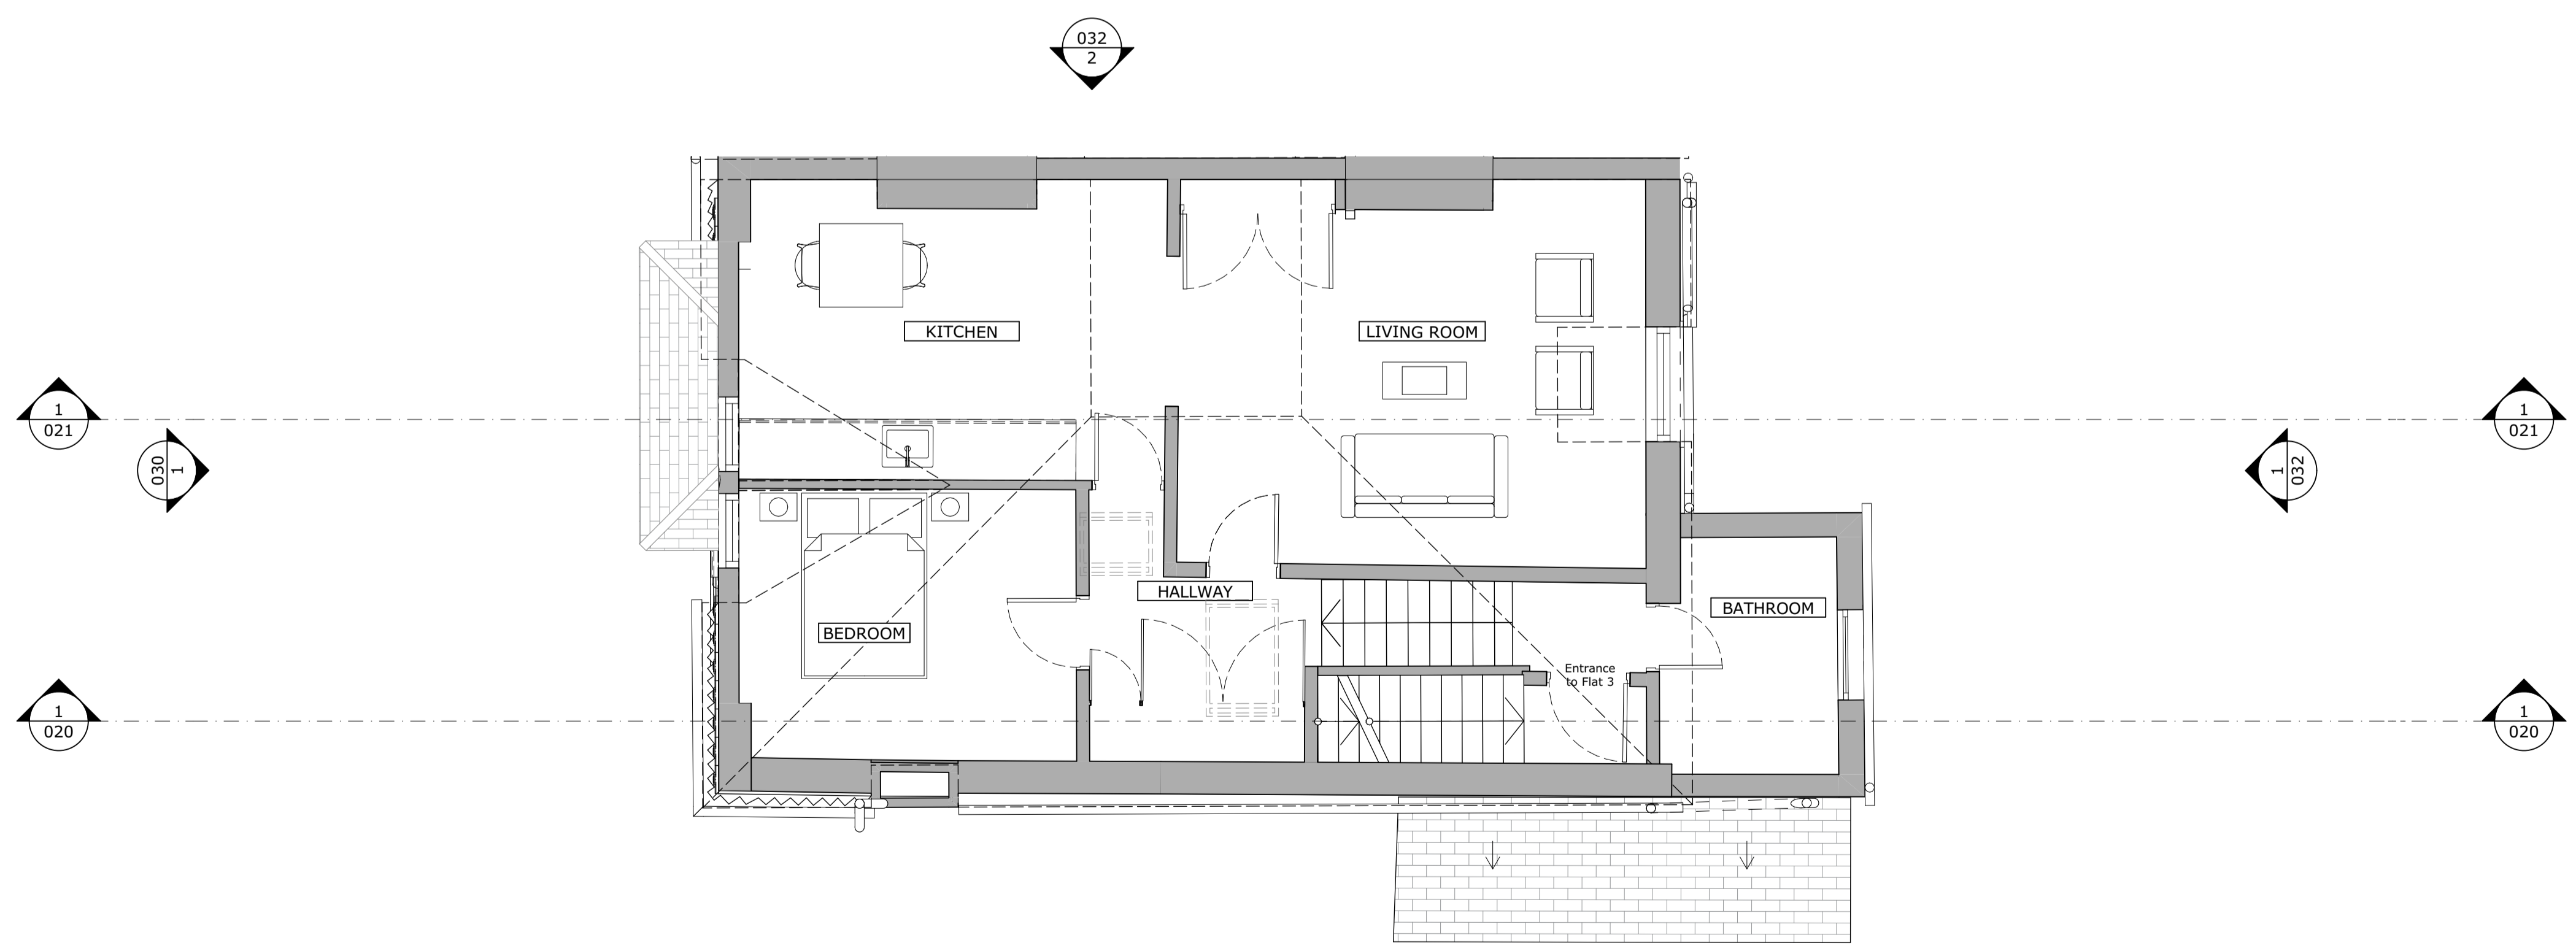 032
2
KITCHEN
LIVING ROOM
1
021
1
021
030
1
1
032
HALLWAY
BATHROOM
BEDROOM
Entrance
to Flat 3
1
020
1
020